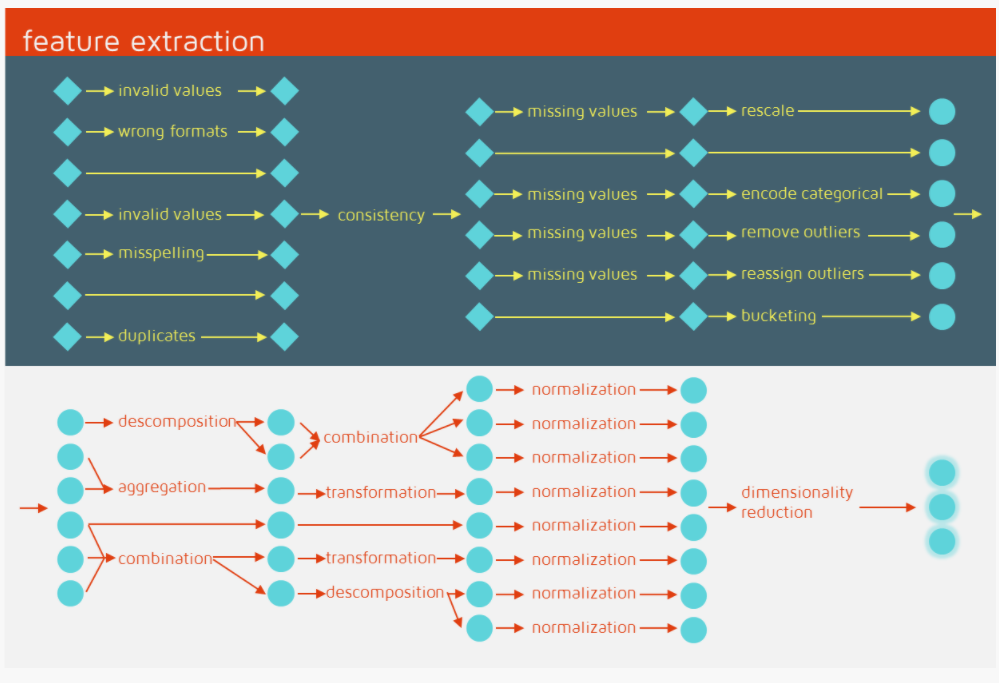 feature extraction
invalid values
wrong formats
invalid values
misspelling
duplicates
consistency
missing values
missing values
missing values
missing values
rescale
encode categorical
remove outliers
reassign outliers
bucketing
descomposition
aggregation
combination
combination
transformation
transformation
descomposition
normalization
normalization
normalization
normalization
normalization
normalization
normalization
normalization
dimensionality
reduction